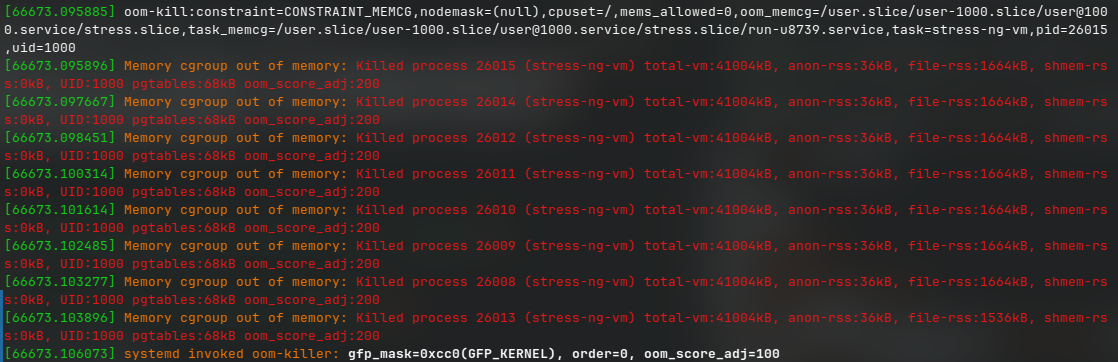 [66673.095885] oom-kill:constraint=CONSTRAINT_MEMCG,nodemask=(null),cpuset=/,mems_allowed=0,oom_memcg=/user.slice/user-1000.slice/user@100
0.service/stress.slice,task_memcg=/user.slice/user-1000.slice/user@1000.service/stress.slice/run-u8739.service,task=stress-ng-vm,pid=26015
,uid=1000
[66673.095896] Memory cgroup out of memory: Killed process 26015 (stress-ng-vm) total-vm:41004kB, anon-rss:36kB, file-rss:1664kB, shmem-rs
s:0kB, UID:1000 pgtables:68kB oom_score_adj:200
[66673.097667] Memory cgroup out of memory: Killed process 26014 (stress-ng-vm) total-vm:41004kB, anon-rss:36kB, file-rss:1664kB, shmem-rs
s:0kB, UID:1000 pgtables:68kB oom_score_adj:200
[66673.098451] Memory cgroup out of memory: Killed process 26012 (stress-ng-vm) total-vm:41004kB, anon-rss:36kB, file-rss:1664kB, shmem-rs
s:0kB, UID:1000 pgtables:68kB oom_score_adj:200
[66673.100314] Memory cgroup out of memory: Killed process 26011 (stress-ng-vm) total-vm:41004kB, anon-rss:36kB, file-rss:1664kB, shmem-rs
s:0kB, UID:1000 pgtables:68kB oom_score_adj:200
[66673.101614] Memory cgroup out of memory: Killed process 26010 (stress-ng-vm) total-vm:41004kB, anon-rss:36kB, file-rss:1664kB, shmem-rs
s:0kB, UID:1000 pgtables:68kB oom_score_adj:200
[66673.102485] Memory cgroup out of memory: Killed process 26009 (stress-ng-vm) total-vm:41004kB, anon-rss:36kB, file-rss:1664kB, shmem-rs
s:0kB, UID:1000 pgtables:68kB oom_score_adj:200
[66673.103277] Memory cgroup out of memory: Killed process 26008 (stress-ng-vm) total-vm:41004kB, anon-rss:36kB, file-rss:1664kB, shmem-rs
s:0kB, UID:1000 pgtables:68kB oom_score_adj:200
[66673.103896] Memory cgroup out of memory: Killed process 26013 (stress-ng-vm) total-vm:41004kB, anon-rss:36kB, file-rss:1536kB, shmem-rs
s:0kB, UID:1000 pgtables:68kB oom_score_adj:200
[66673.106073] systemd invoked oom-killer: gfp_mask=0xcc0(GFP_KERNEL), order=0, oom_score_adj=100